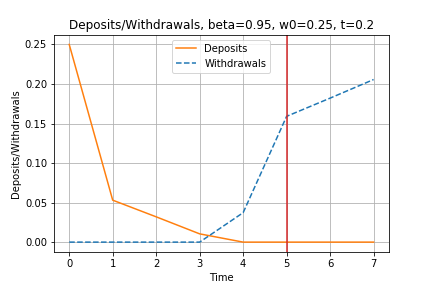 Deposits/Withdrawals, beta=0.95, w0=0.25, t=0.2
Deposits
Withdrawals
Deposits/Withdrawals
0.25
0.20
0.15
0.10
0.05
0.00
0 1 2 3 4 5 6 7
Time